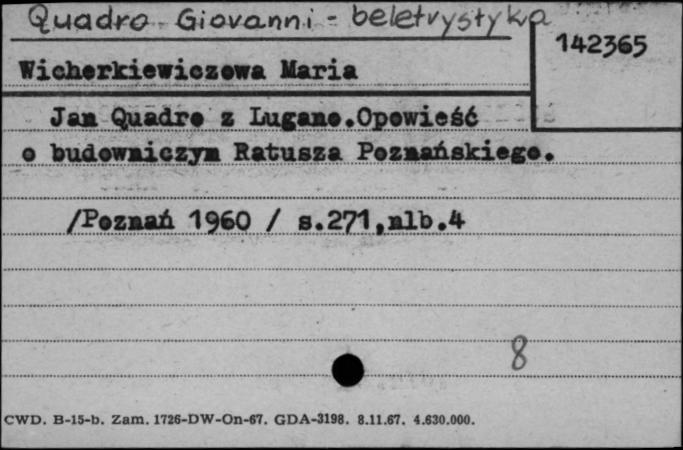 Quadro Giovanni - beletrystyka
142365
Wicherkiewiczowa Maria
Jan Quadro z Lugano.Opowieść
o budowniczym Ratusza Poznańskiego.
/Poznań 1960 / s.271,nlb.4
8
CWD. B-15-b. Zam. 1726-DW-On-67. GDA-3198. 8.11.67. 4.630.000.